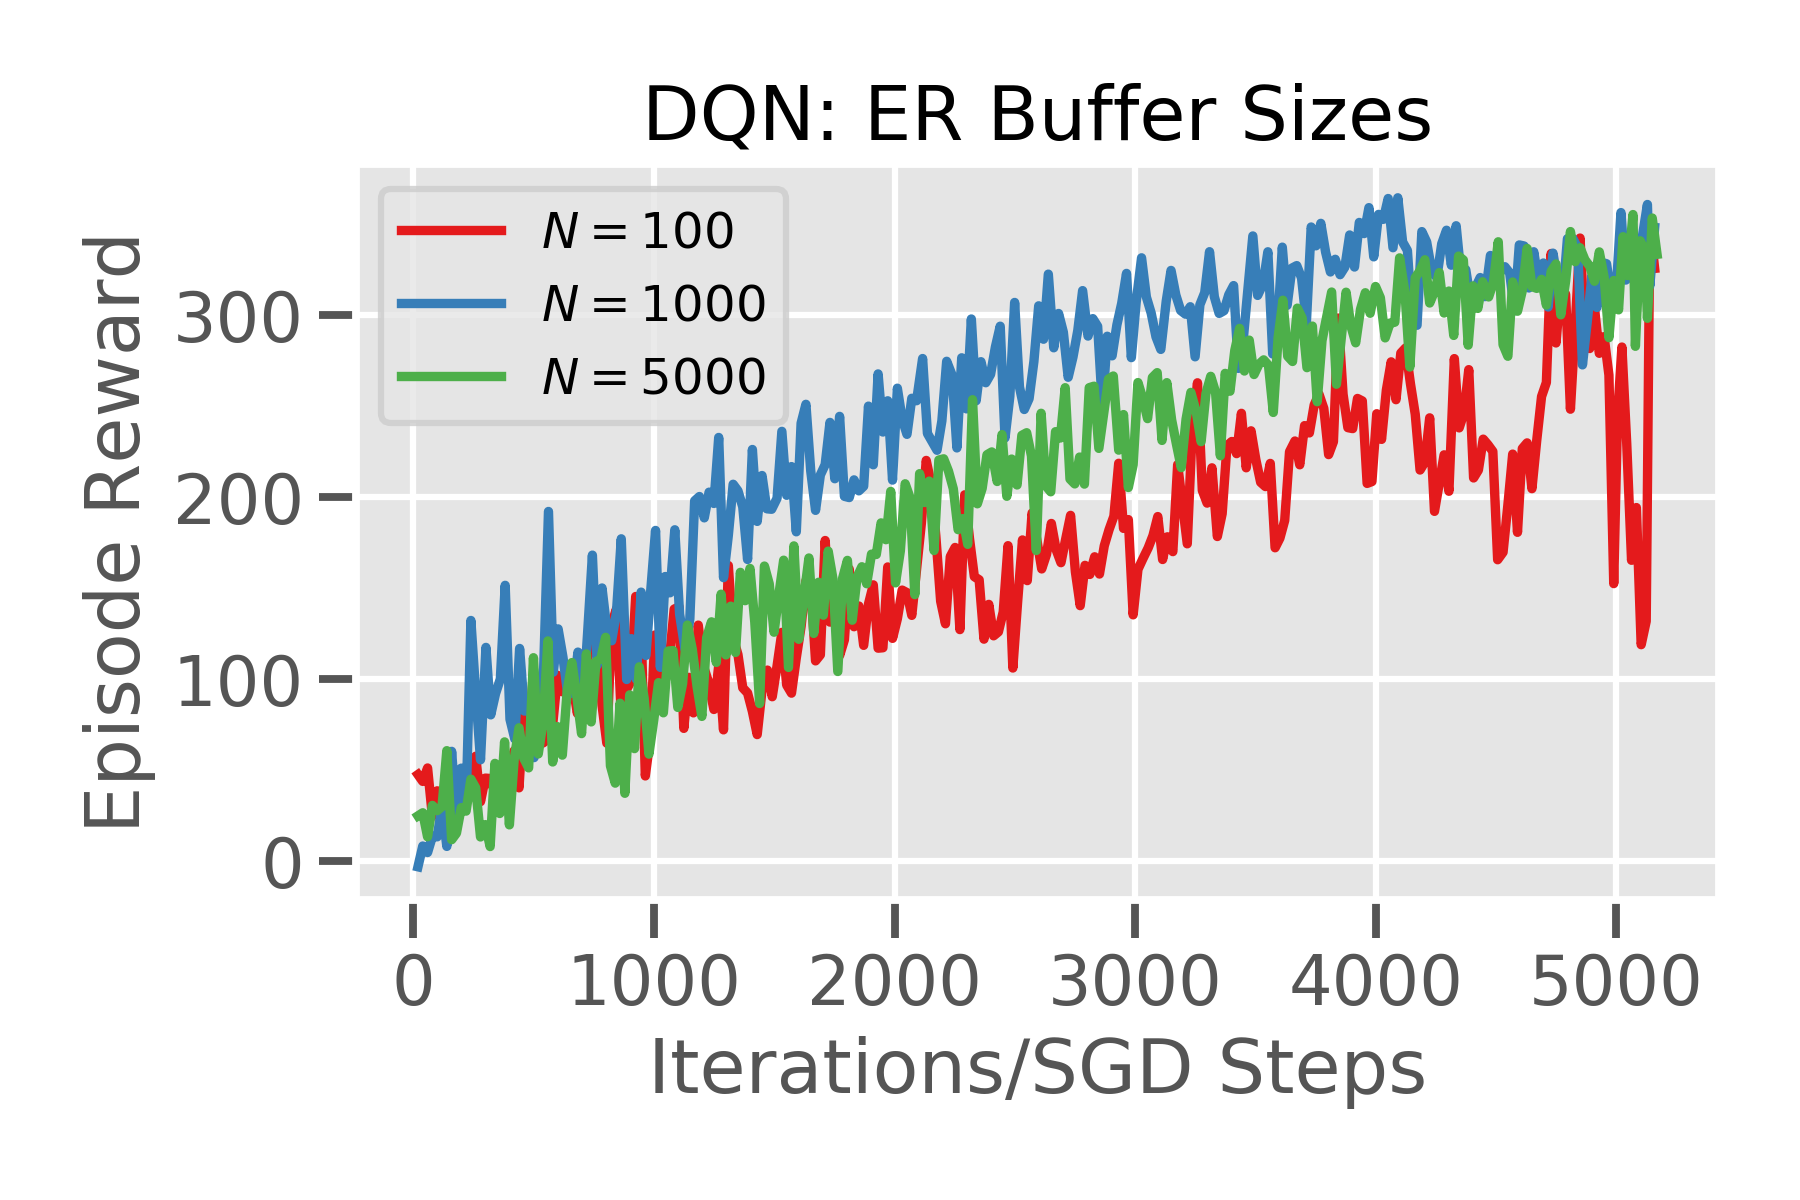 DQN: ER Buffer Sizes
N = 100
N = 1000
N = 5000
Episode Reward
300
200
100
0
0 1000 2000 3000 4000 5000
Iterations/SGD Steps